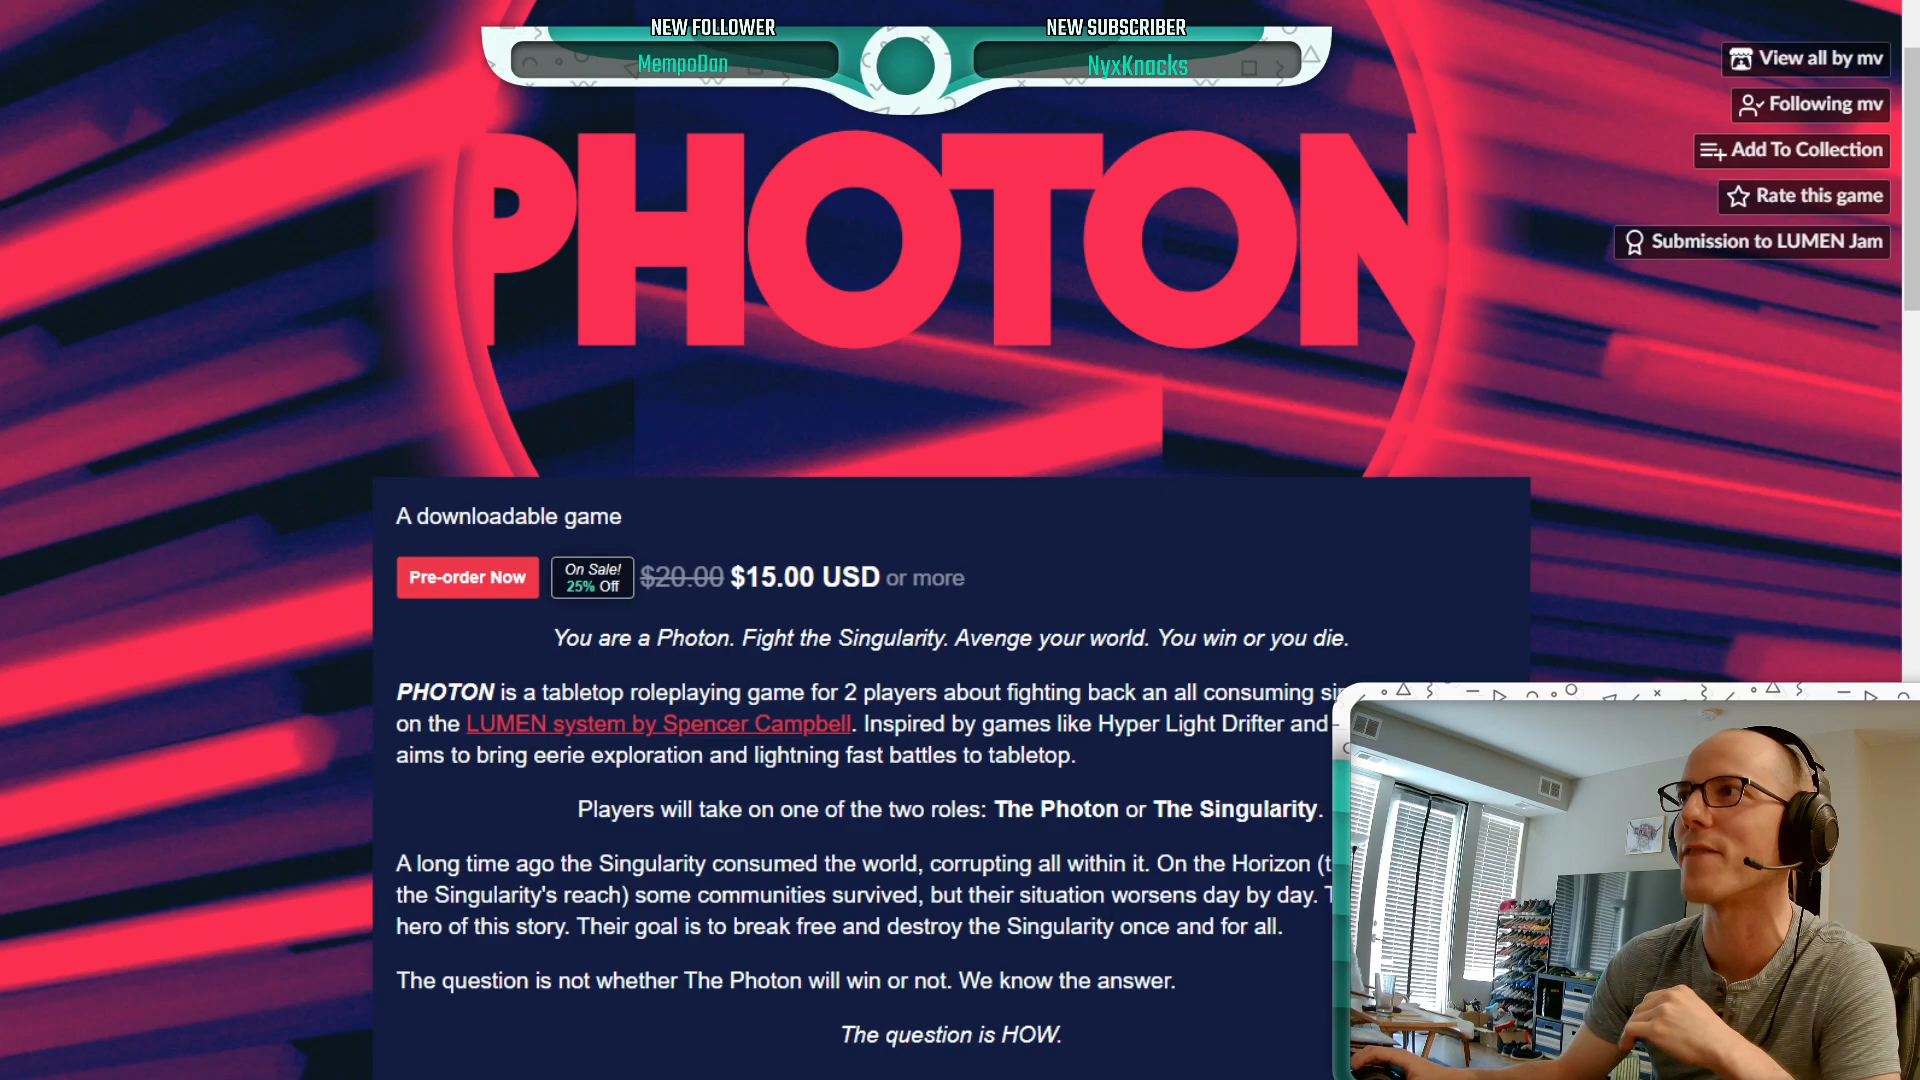 NEW FOLLOWER
MempoDan
NEW SUBSCRIBER
NyxKnacks
View all by mv
Following mv
Add To Collection
Rate this game
Submission to LUMEN Jam
PHOTON
A downloadable game
Pre-order Now
On Sale!
25% Off
$20.00 $15.00 USD or more
You are a Photon. Fight the Singularity. Avenge your world. You win or you die.
PHOTON is a tabletop roleplaying game for 2 players about fighting back an all consuming
on the LUMEN system by Spencer Campbell. Inspired by games like Hyper Light Drifter and
aims to bring eerie exploration and lightning fast battles to tabletop.
Players will take on one of the two roles: The Photon or The Singularity.
A long time ago the Singularity consumed the world, corrupting all within it. On the Horizon
the Singularity's reach) some communities survived, but their situation worsens day by day.
hero of this story. Their goal is to break free and destroy the Singularity once and for all.
The question is not whether The Photon will win or not. We know the answer.
The question is HOW.